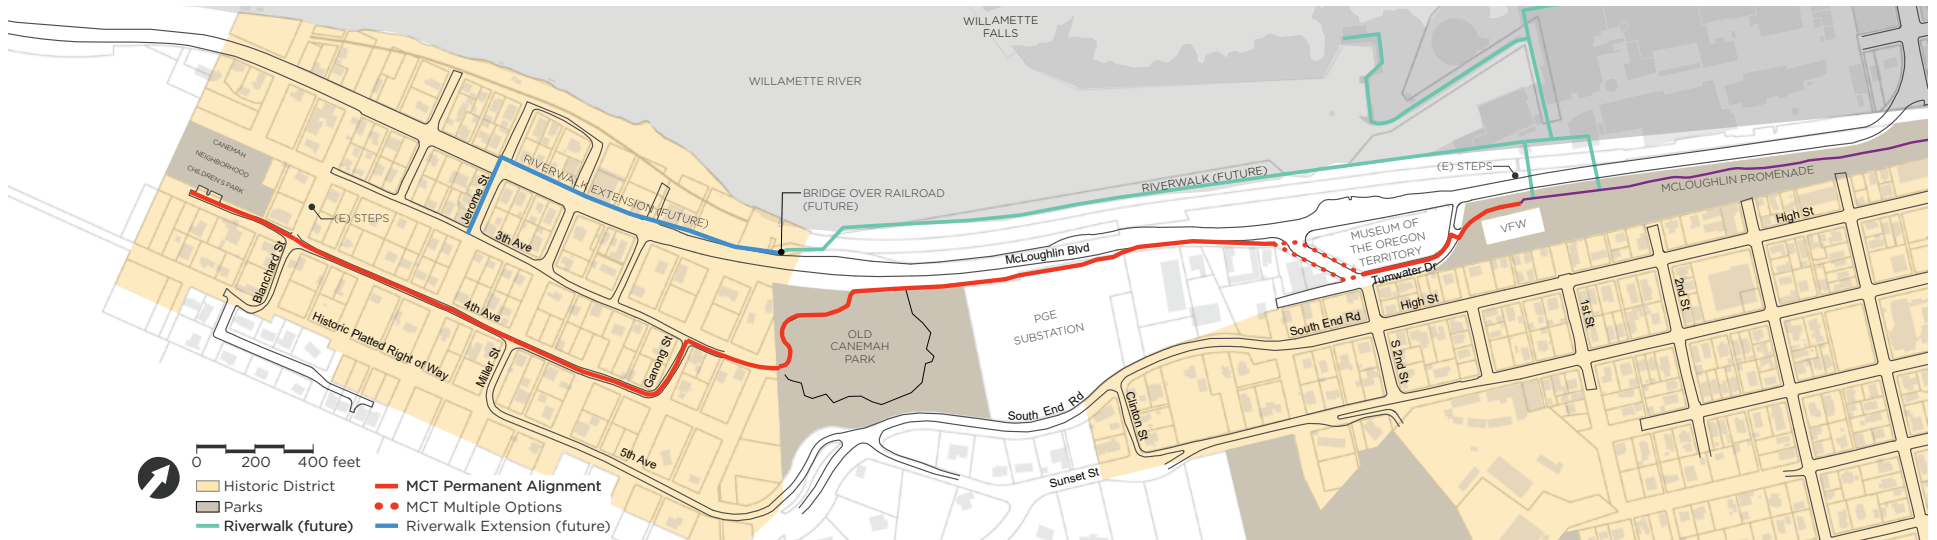 WILLAMETTE
FALLS
WILLAMETTE RIVER
CANEMAH
NEIGHBORHOOD
CHILDREN'S PARK
(E) STEPS
Jerome St
RIVERWALK EXTENSION (FUTURE)
3rd Ave
BRIDGE OVER RAILROAD
(FUTURE)
RIVERWALK (FUTURE)
(E) STEPS
MCLOUGHLIN PROMENADE
McLoughlin Blvd
MUSEUM OF
THE OREGON
TERRITORY
VFW
Tumwater Dr
High St
High St
1st St
2nd St
S 2nd St
South End Rd
Blanchard St
4th Ave
Historic Platted Right of Way
Miller St
Ganong St
5th Ave
OLD
CANEMAH
PARK
PGE
SUBSTATION
South End Rd
Clinton St
Sunset St
0 200 400 feet
Historic District
Parks
Riverwalk (future)
MCT Permanent Alignment
MCT Multiple Options
Riverwalk Extension (future)